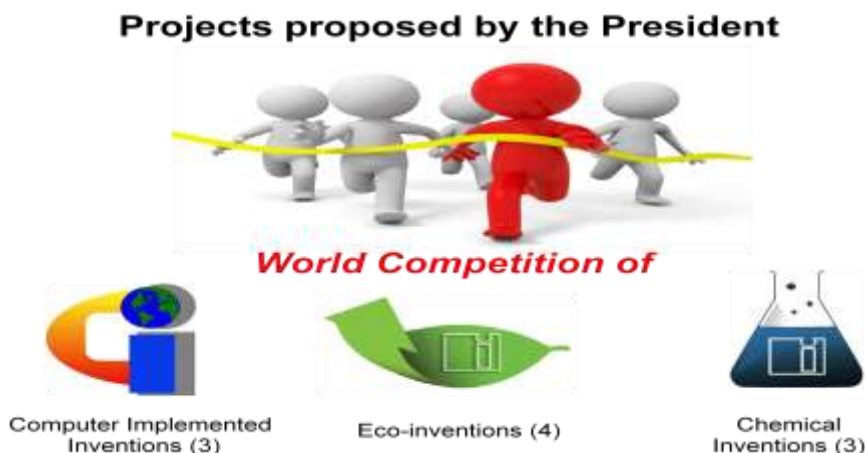 Projects proposed by the President
World Competition of
Computer Implemented
Inventions (3)
Eco-inventions (4)
Chemical
Inventions (3)